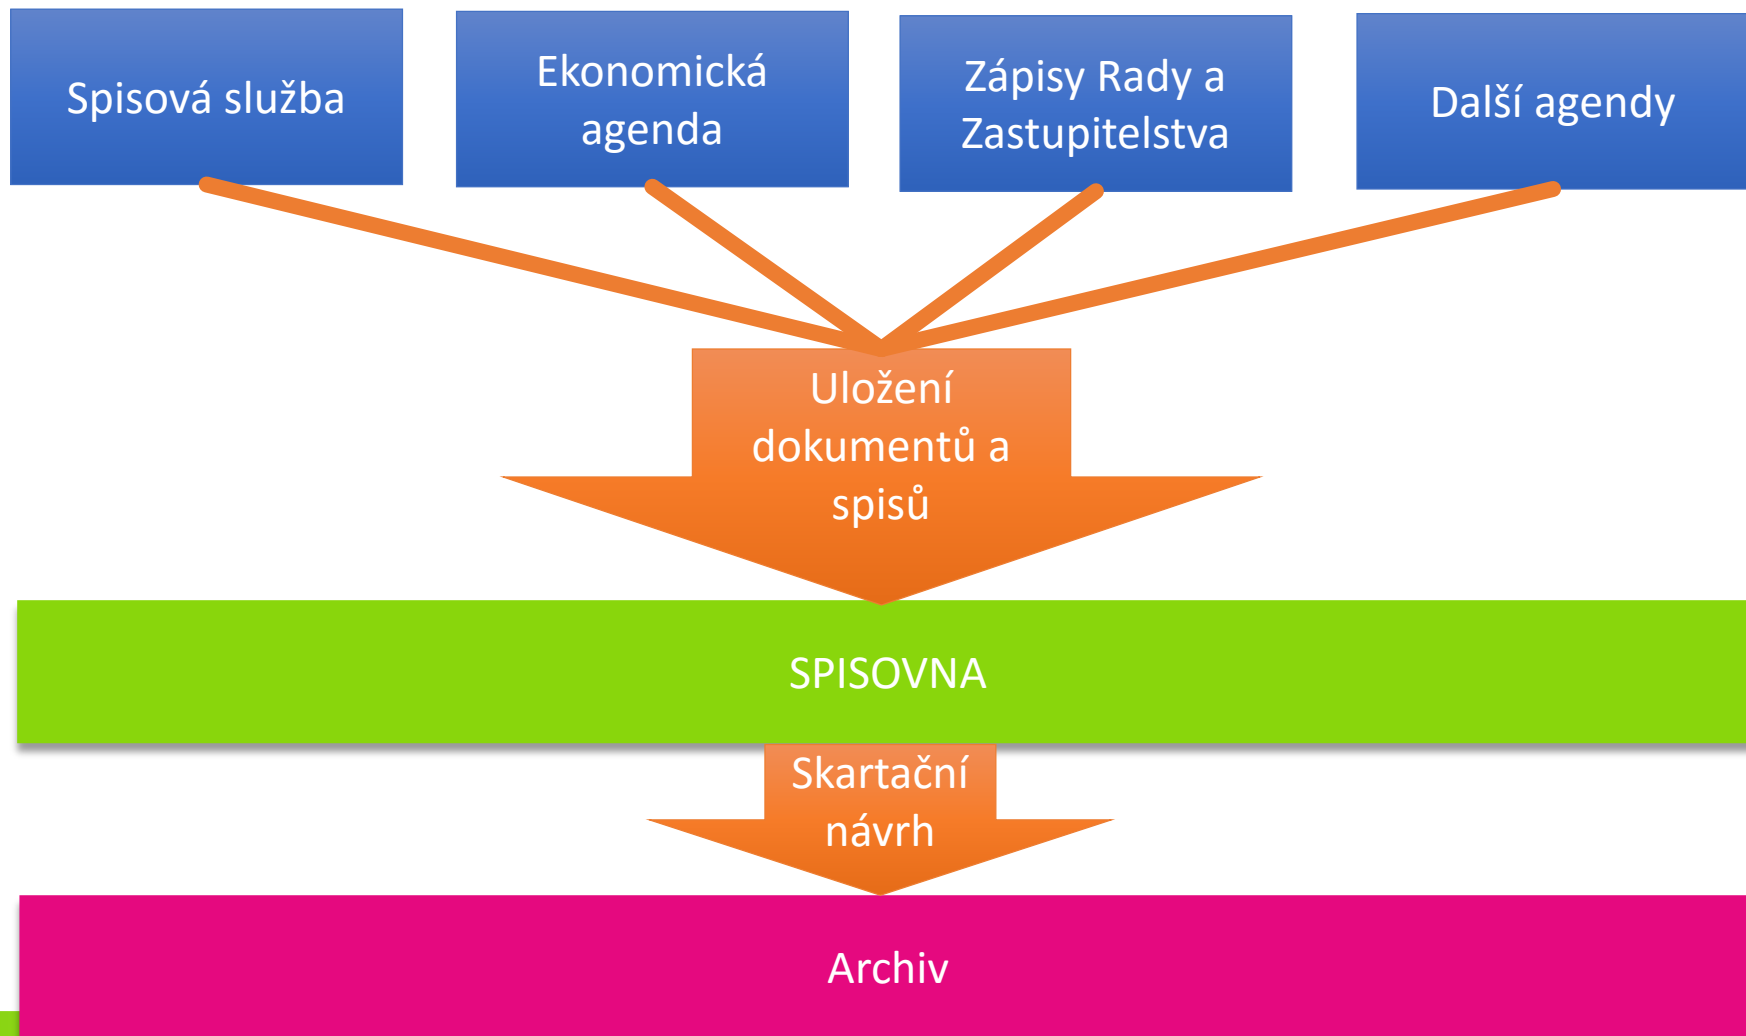 Spisová služba
Ekonomická
agenda
Zápisy Rady a
Zastupitelstva
Další agendy
Uložení
dokumentů a
spisů
SPISOVNA
Skartační
návrh
Archiv